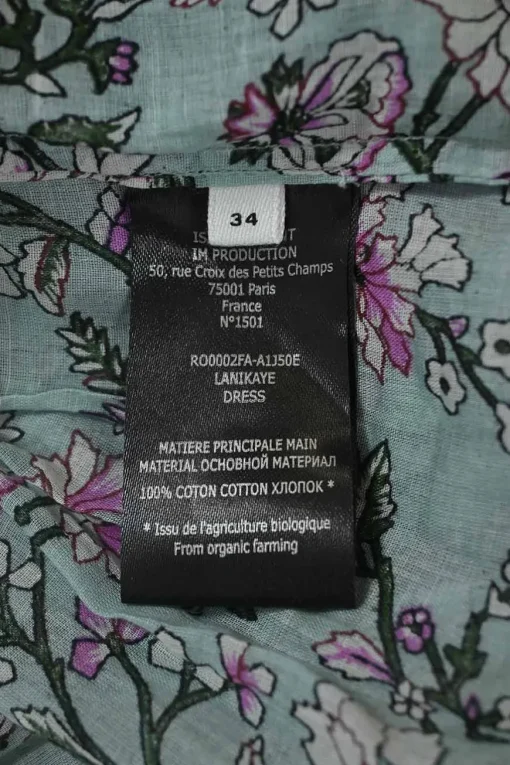 34
IM PRODUCTION
50, rue Croix des Petits Champs
75001 Paris
France
N°1501
RO0002FA-A1J50E
LANIKAYE
DRESS
MATIERE PRINCIPALE MAIN
MATERIAL ОСНОВНОЙ МАТЕРИАЛ
100% COTON COTTON ХЛОПОК *
* Issu de l'agriculture biologique
From organic farming